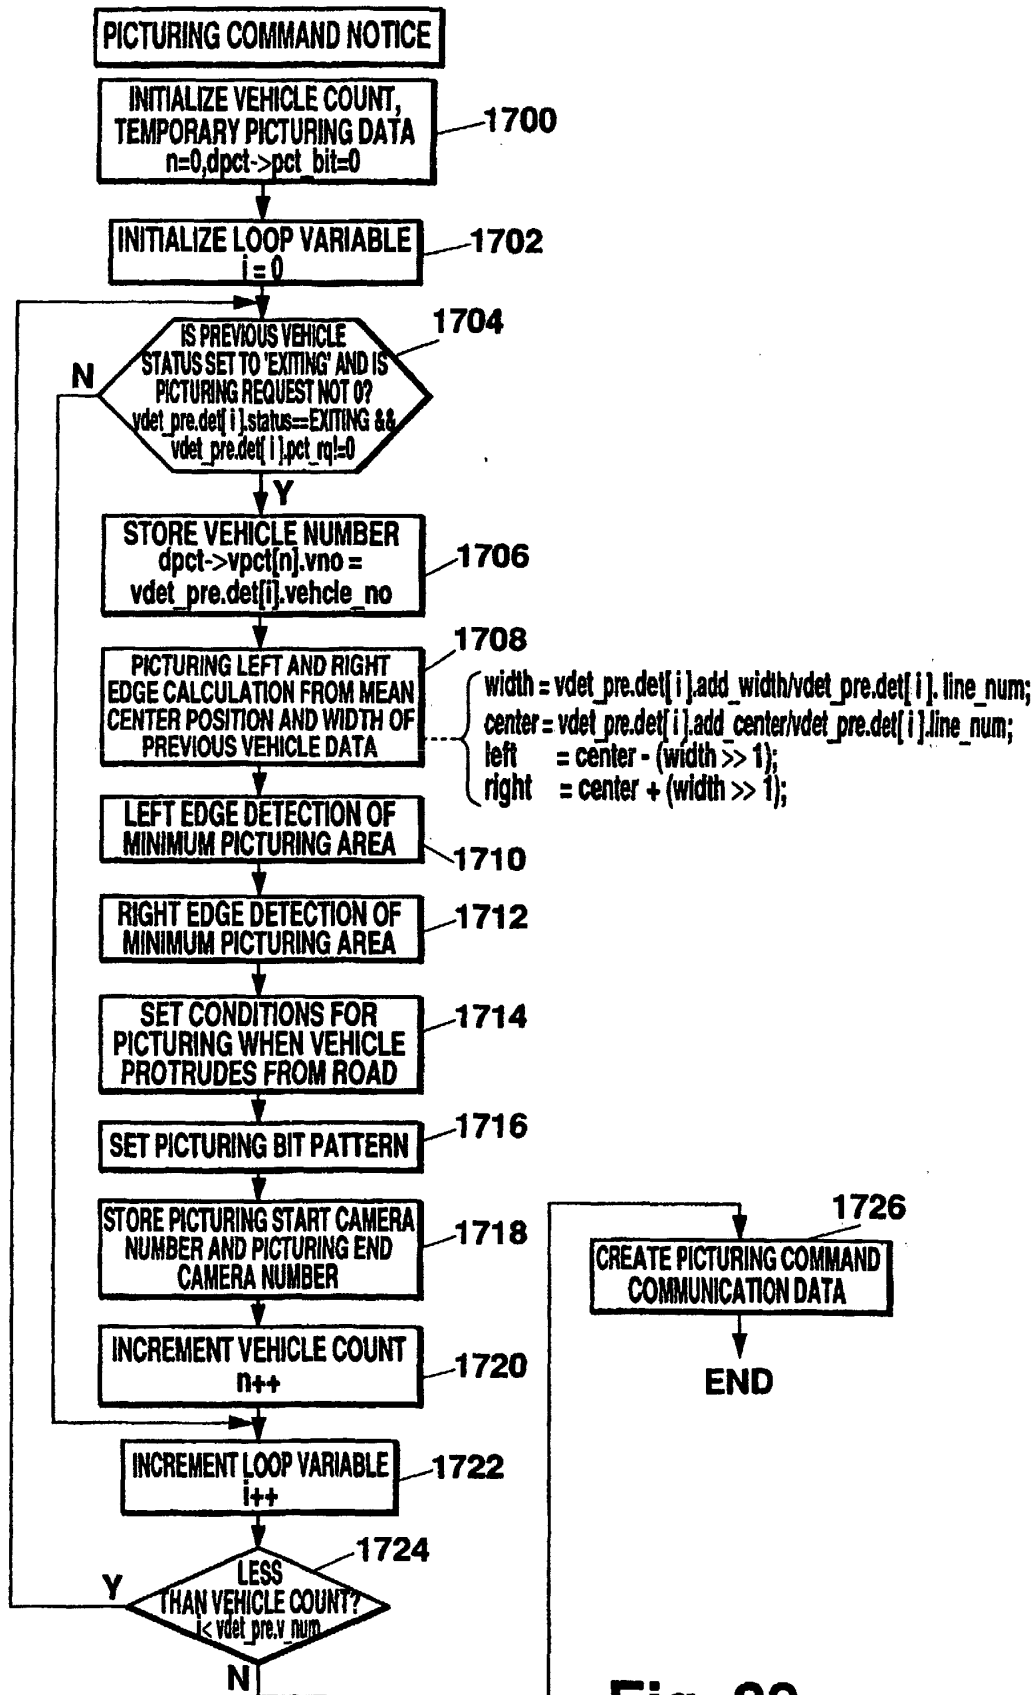 PICTURING COMMAND NOTICE
INITIALIZE VEHICLE COUNT,
TEMPORARY PICTURING DATA
n=0,dpct->pct_bit=0
1700
INITIALIZE LOOP VARIABLE
i = 0
1702
IS PREVIOUS VEHICLE
STATUS SET TO 'EXITING' AND IS
PICTURING REQUEST NOT 0?
vdet_pre.det[ i ].status==EXITING &&
vdet_pre.det[ i ].pct_rq!=0
1704
N
Y
STORE VEHICLE NUMBER
dpct->vpct[n].vno =
vdet_pre.det[i].vehcle_no
1706
PICTURING LEFT AND RIGHT
EDGE CALCULATION FROM MEAN
CENTER POSITION AND WIDTH OF
PREVIOUS VEHICLE DATA
1708
width = vdet_pre.det[ i ].add_width/vdet_pre.det[ i ]. line_num;
center = vdet_pre.det[ i ].add_center/vdet_pre.det[ i ].line_num;
left = center - (width >> 1);
right = center + (width >> 1);
LEFT EDGE DETECTION OF
MINIMUM PICTURING AREA
1710
RIGHT EDGE DETECTION OF
MINIMUM PICTURING AREA
1712
SET CONDITIONS FOR
PICTURING WHEN VEHICLE
PROTRUDES FROM ROAD
1714
SET PICTURING BIT PATTERN
1716
STORE PICTURING START CAMERA
NUMBER AND PICTURING END
CAMERA NUMBER
1718
INCREMENT VEHICLE COUNT
n++
1720
INCREMENT LOOP VARIABLE
i++
1722
LESS
THAN VEHICLE COUNT?
i< vdet_pre.v_num
1724
Y
N
1726
CREATE PICTURING COMMAND
COMMUNICATION DATA
END